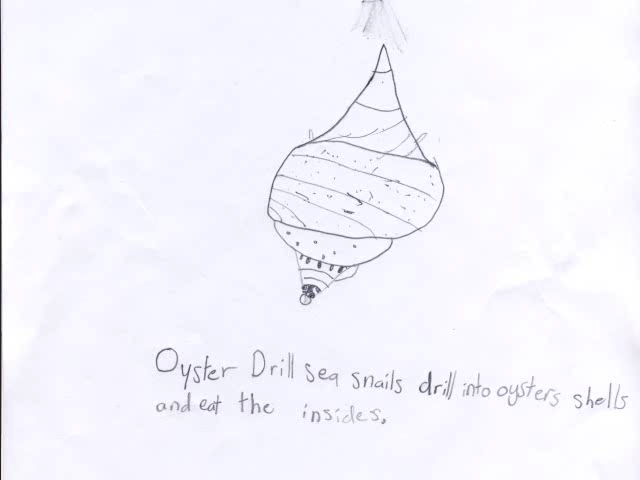 Oyster Drill sea snails drill into oysters shells
and eat the insides.